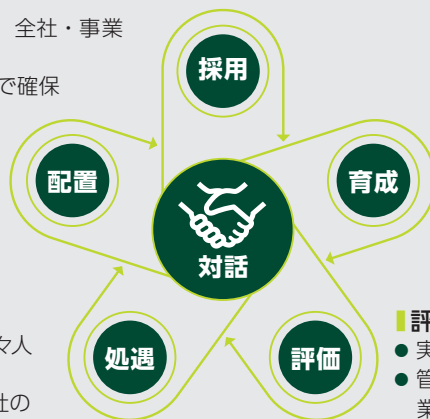 全社・事業
で確保
採用
配置
育成
対話
処遇
評価
々人
社の
▌評
● 実
● 管
業